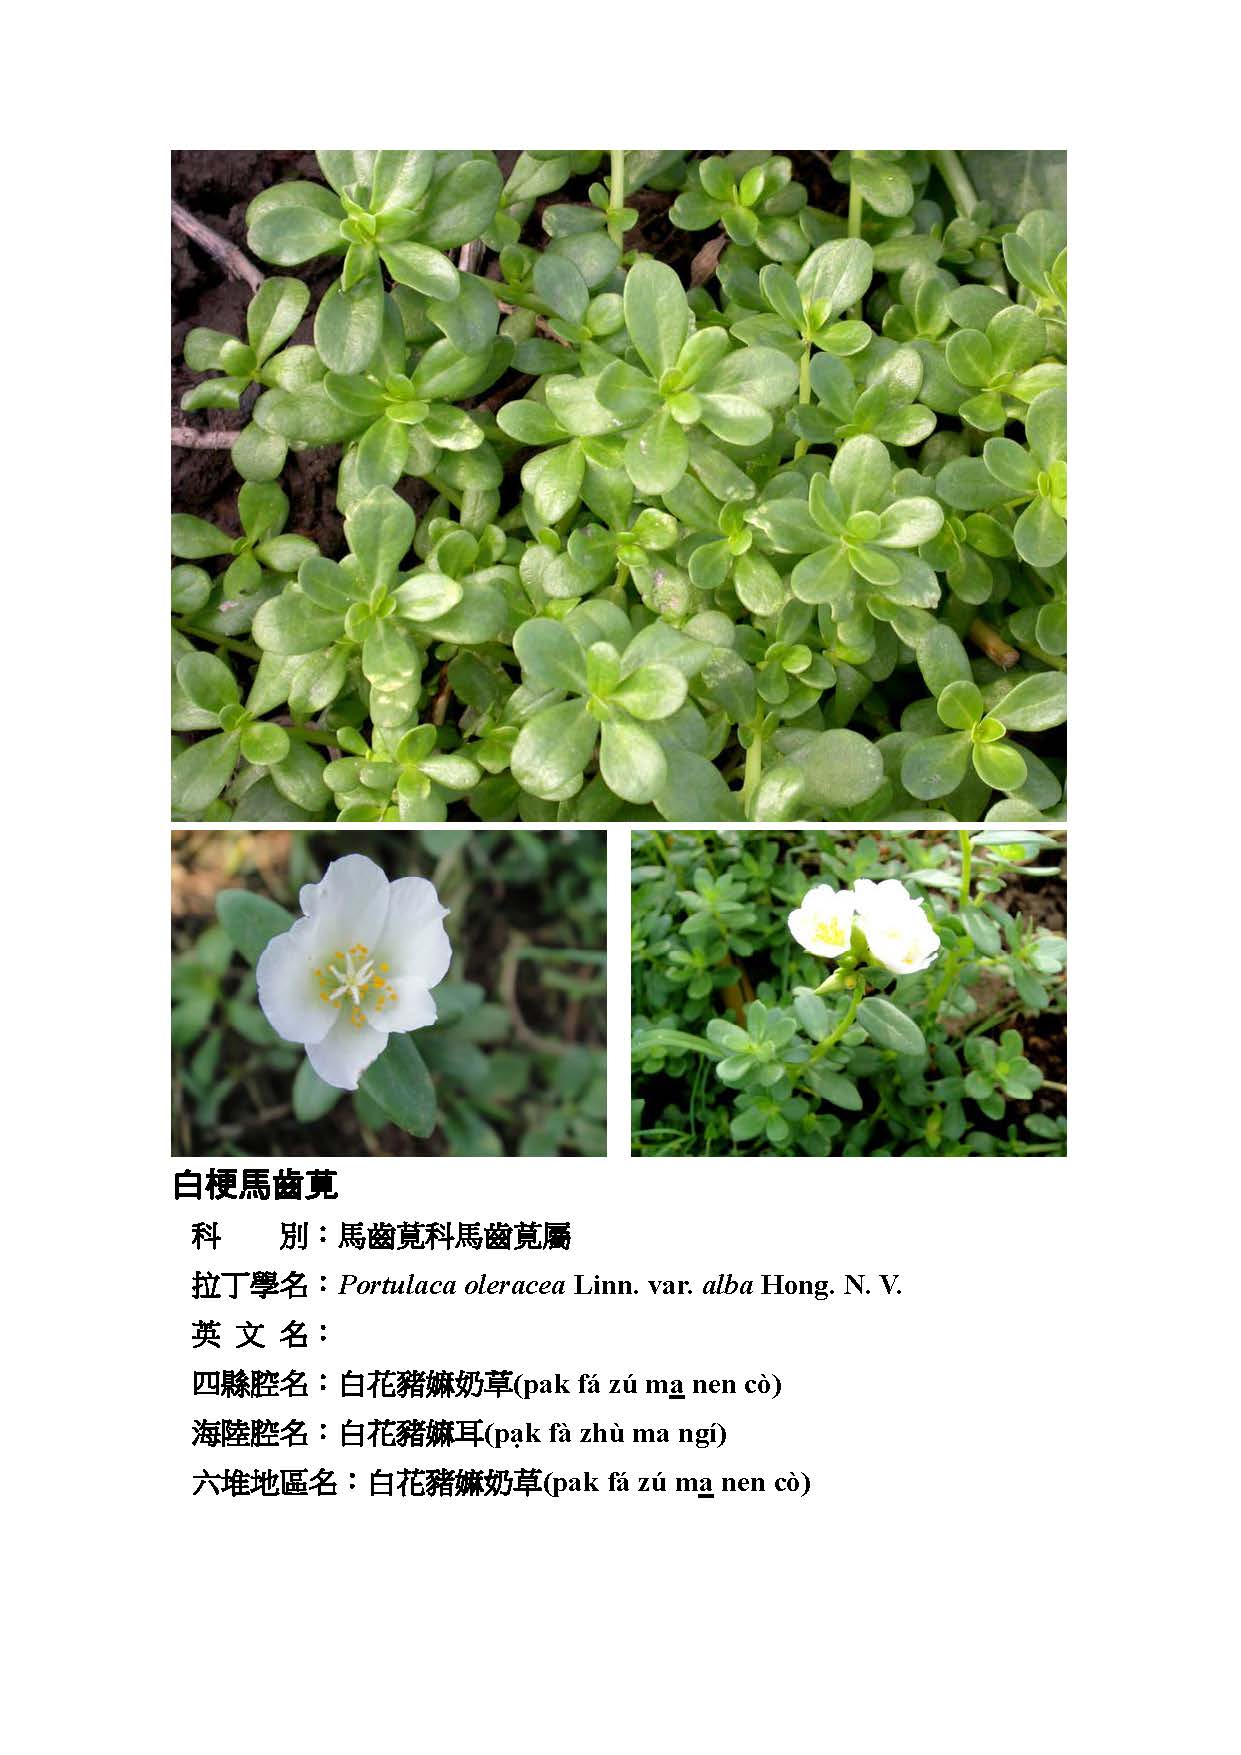 白梗馬齒莧
科　　別：馬齒莧科馬齒莧屬
拉丁學名：Portulaca oleracea Linn. var. alba Hong. N. V.
英 文 名：
四縣腔名：白花豬嫲奶草(pak fá zú ma nen cò)
海陸腔名：白花豬嫲耳(pạk fà zhù ma ngí)
六堆地區名：白花豬嫲奶草(pak fá zú ma nen cò)